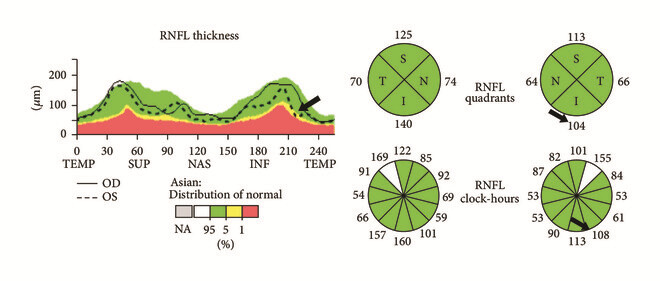 RNFL thickness
200
150
100
50
0
(μm)
0 30 60 90 120 150 180 210 240
TEMP SUP NAS INF TEMP
OD
OS
Asian:
Distribution of normal
NA 95 5 1
(%)
125
70 S T N I 74
140
RNFL
quadrants
113
64 S N T I 66
104
122
169 85
91 92
54 69
66 59
157 101
160
RNFL
clock-hours
101
82 155
87 84
53 53
53 61
90 108
113